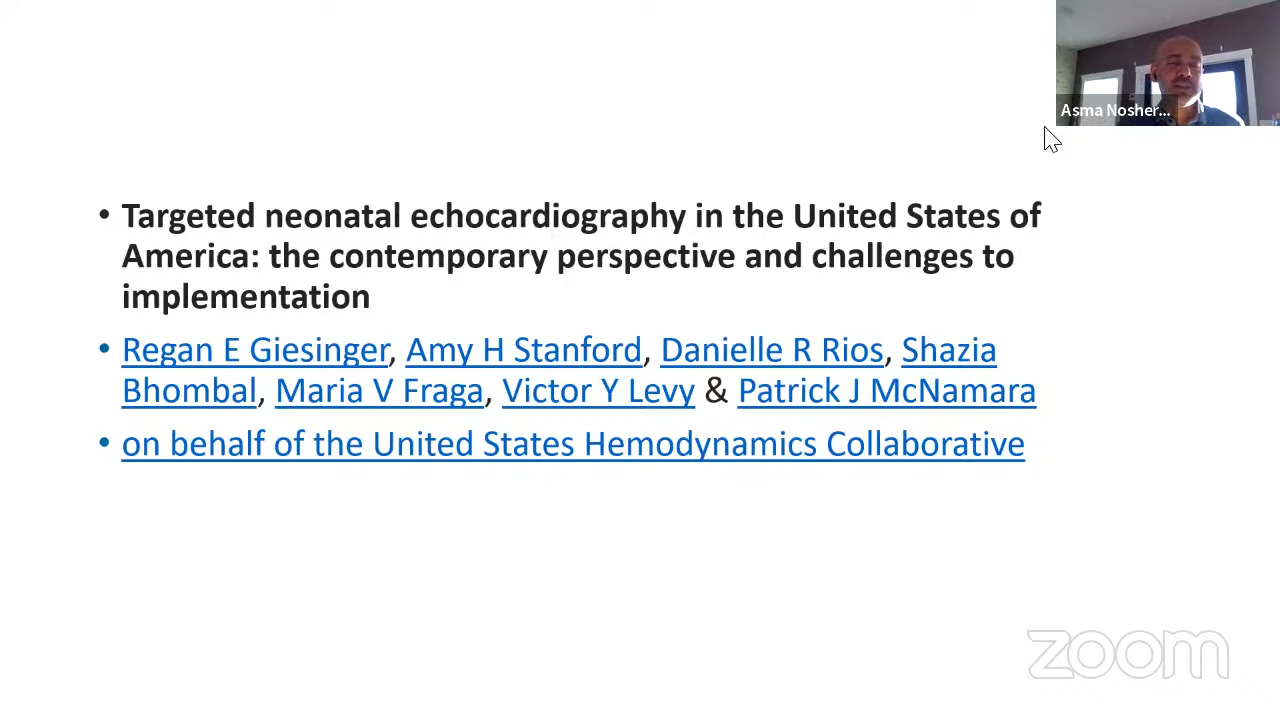 Asma Nosher...
• Targeted neonatal echocardiography in the United States of
America: the contemporary perspective and challenges to
implementation
• Regan E Giesinger, Amy H Stanford, Danielle R Rios, Shazia
Bhombal, Maria V Fraga, Victor Y Levy & Patrick J McNamara
• on behalf of the United States Hemodynamics Collaborative
zoom